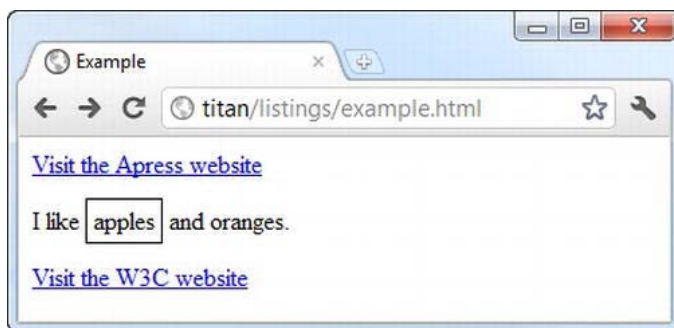 Example
titan/listings/example.html
Visit the Apress website
I like apples and oranges.
Visit the W3C website